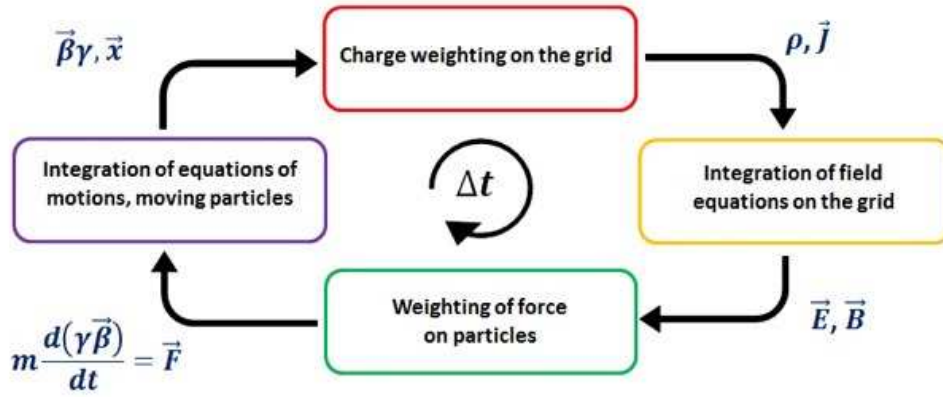 β⃗γ, x⃗
Charge weighting on the grid
ρ, J⃗
Integration of equations of
motions, moving particles
Δt
Integration of field
equations on the grid
Weighting of force
on particles
E⃗, B⃗
m d(γβ⃗)/dt = F⃗